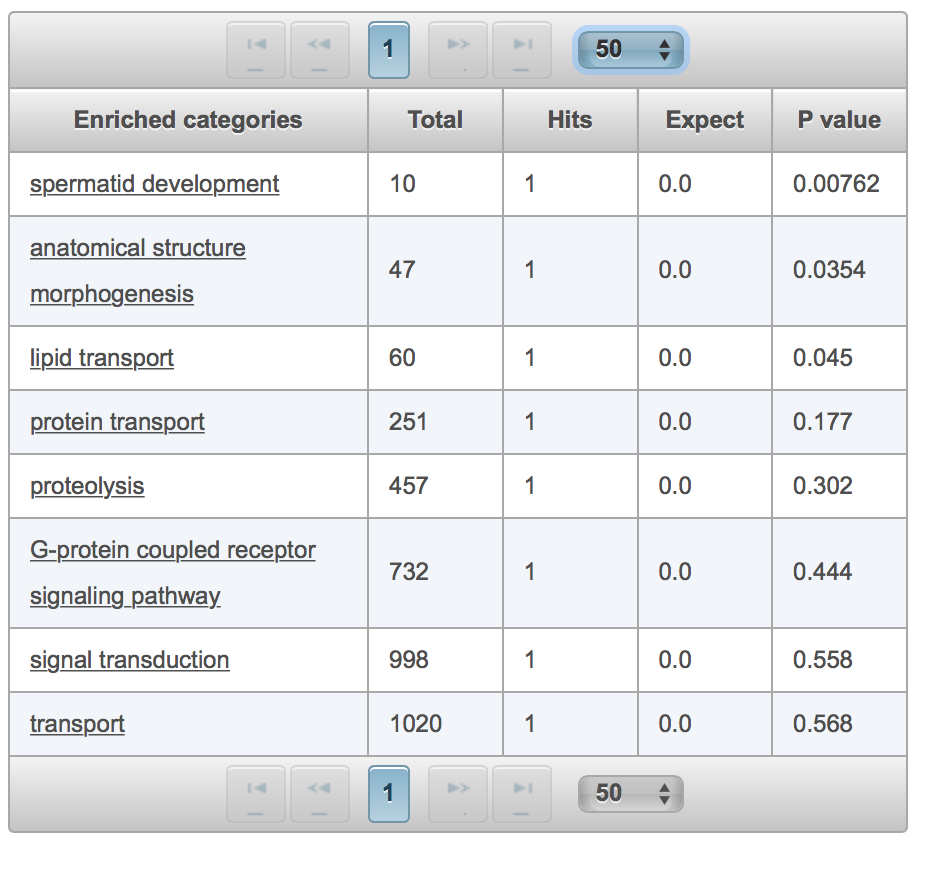 1 50
Enriched categories Total Hits Expect P value
spermatid development 10 1 0.0 0.00762
anatomical structure
morphogenesis 47 1 0.0 0.0354
lipid transport 60 1 0.0 0.045
protein transport 251 1 0.0 0.177
proteolysis 457 1 0.0 0.302
G-protein coupled receptor
signaling pathway 732 1 0.0 0.444
signal transduction 998 1 0.0 0.558
transport 1020 1 0.0 0.568
1 50